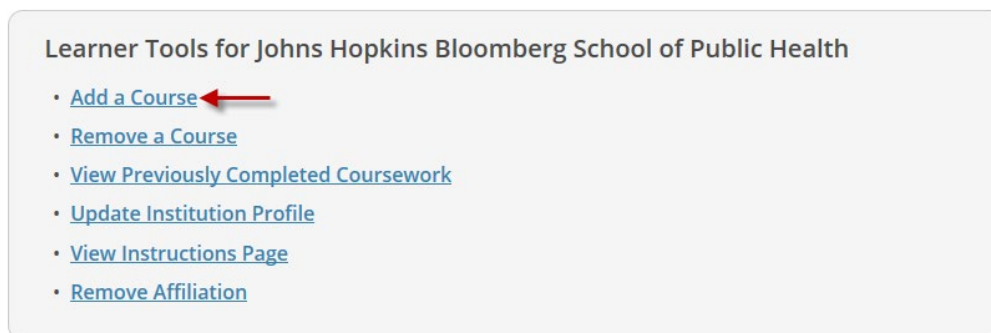 Learner Tools for Johns Hopkins Bloomberg School of Public Health
• Add a Course
• Remove a Course
• View Previously Completed Coursework
• Update Institution Profile
• View Instructions Page
• Remove Affiliation